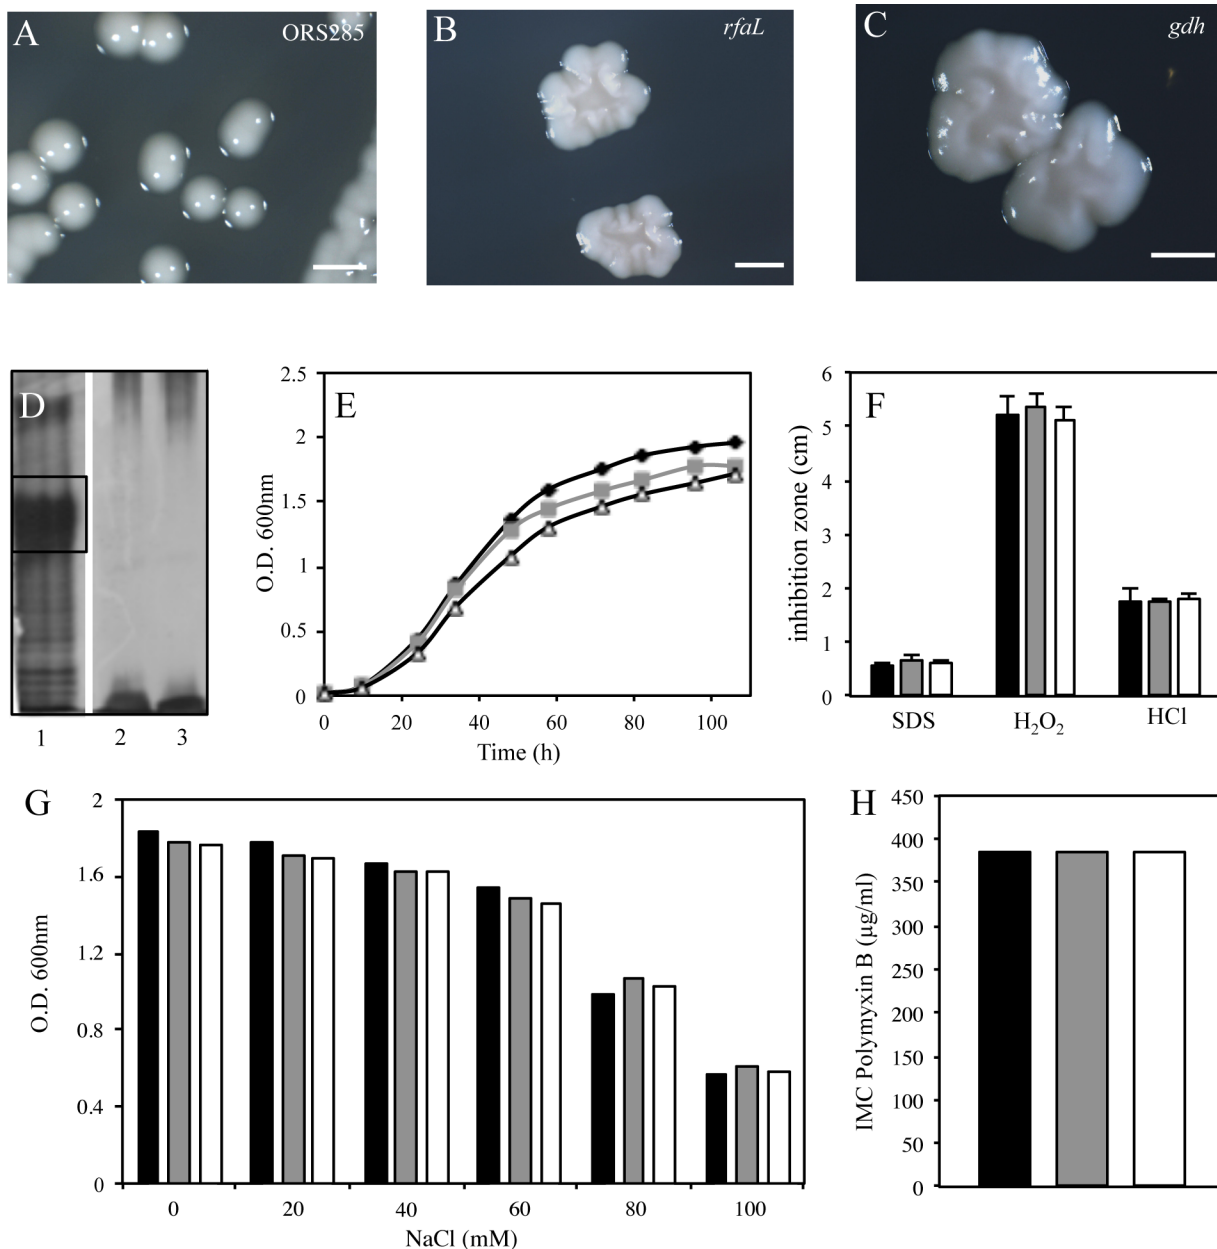 A ORS285
B rfaL
C gdh
D
1 2 3
E
O.D. 600nm
2.5
2
1.5
1
0.5
0
0 20 40 60 80 100
Time (h)
F
inhibition zone (cm)
6
5
4
3
2
1
0
SDS H₂O₂ HCl
G
O.D. 600nm
2
1.6
1.2
0.8
0.4
0
0 20 40 60 80 100
NaCl (mM)
H
IMC Polymyxin B (µg/ml)
450
400
350
300
250
200
150
100
50
0